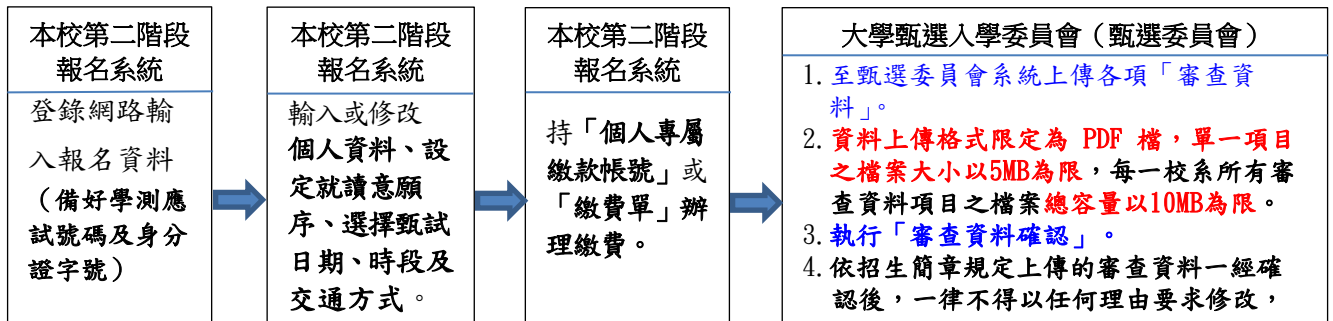 本校第二階段
報名系統
登錄網路輸
入報名資料
（備好學測應
試號碼及身分
證字號）
本校第二階段
報名系統
輸入或修改
個人資料、設
定就讀意願
序、選擇甄試
日期、時段及
交通方式。
本校第二階段
報名系統
持「個人專屬
繳款帳號」或
「繳費單」辦
理繳費。
大學甄選入學委員會（甄選委員會）
1.至甄選委員會系統上傳各項「審查資
料」。
2.資料上傳格式限定為 PDF 檔，單一項目
之檔案大小以5MB為限，每一校系所有審
查資料項目之檔案總容量以10MB為限。
3.執行「審查資料確認」。
4.依招生簡章規定上傳的審查資料一經確
認後，一律不得以任何理由要求修改，